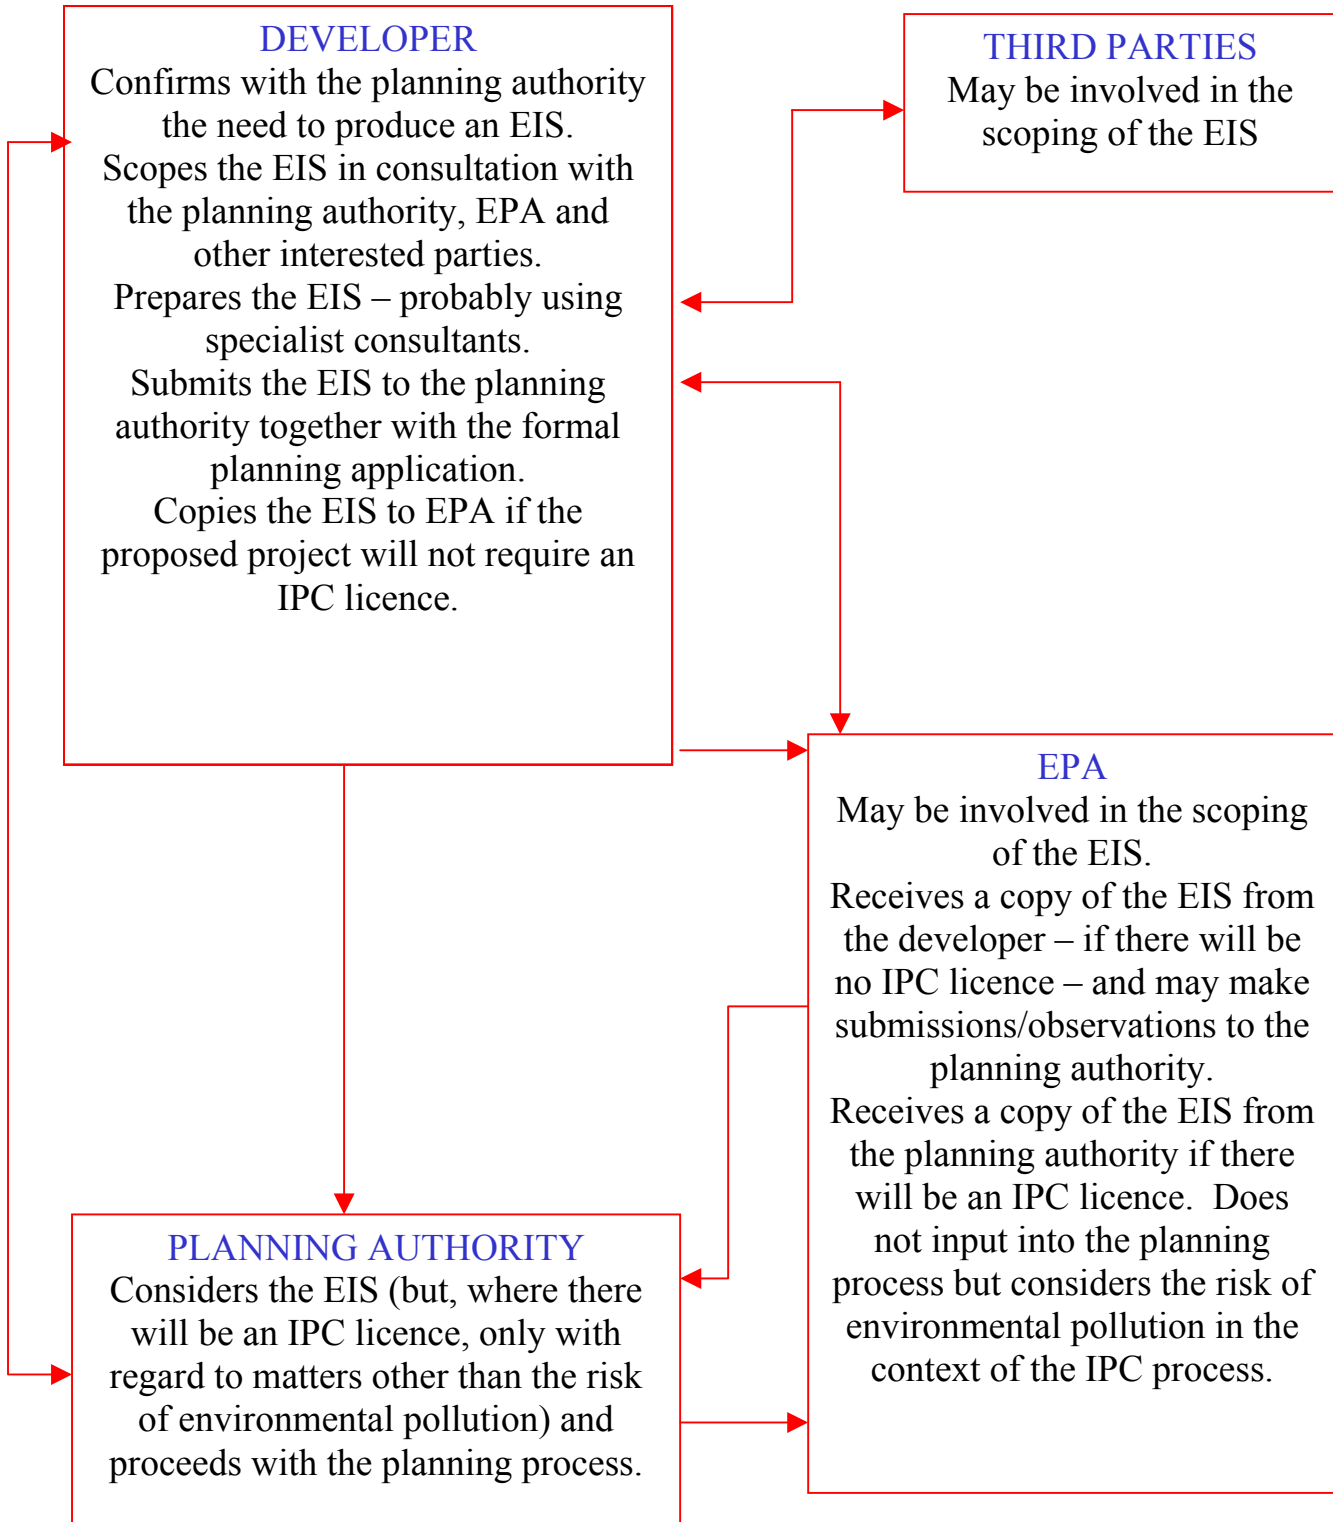 DEVELOPER
Confirms with the planning authority
the need to produce an EIS.
Scopes the EIS in consultation with
the planning authority, EPA and
other interested parties.
Prepares the EIS – probably using
specialist consultants.
Submits the EIS to the planning
authority together with the formal
planning application.
Copies the EIS to EPA if the
proposed project will not require an
IPC licence.
THIRD PARTIES
May be involved in the
scoping of the EIS
EPA
May be involved in the scoping
of the EIS.
Receives a copy of the EIS from
the developer – if there will be
no IPC licence – and may make
submissions/observations to the
planning authority.
Receives a copy of the EIS from
the planning authority if there
will be an IPC licence.  Does
not input into the planning
process but considers the risk of
environmental pollution in the
context of the IPC process.
PLANNING AUTHORITY
Considers the EIS (but, where there
will be an IPC licence, only with
regard to matters other than the risk
of environmental pollution) and
proceeds with the planning process.